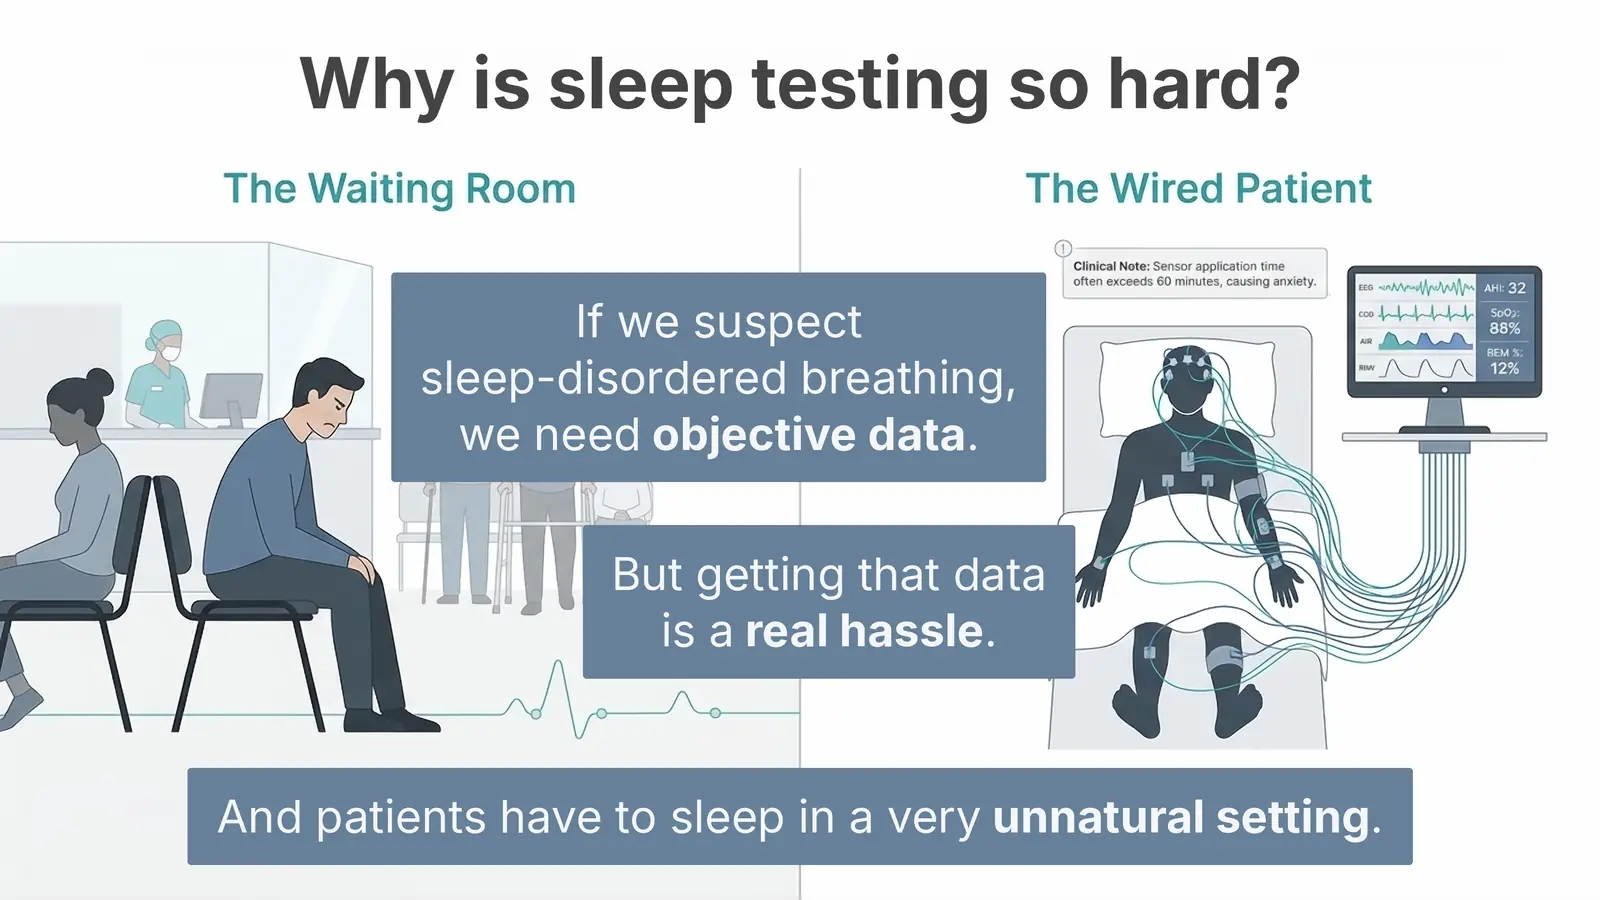 Why is sleep testing so hard?
The Waiting Room
The Wired Patient
If we suspect
sleep-disordered breathing,
we need objective data.
But getting that data
is a real hassle.
And patients have to sleep in a very unnatural setting.
Clinical Note: Sensor application time
often exceeds 60 minutes, causing anxiety.
EEG
AHI: 32
COD
SpO₂:
88%
AIR
BEM %:
12%